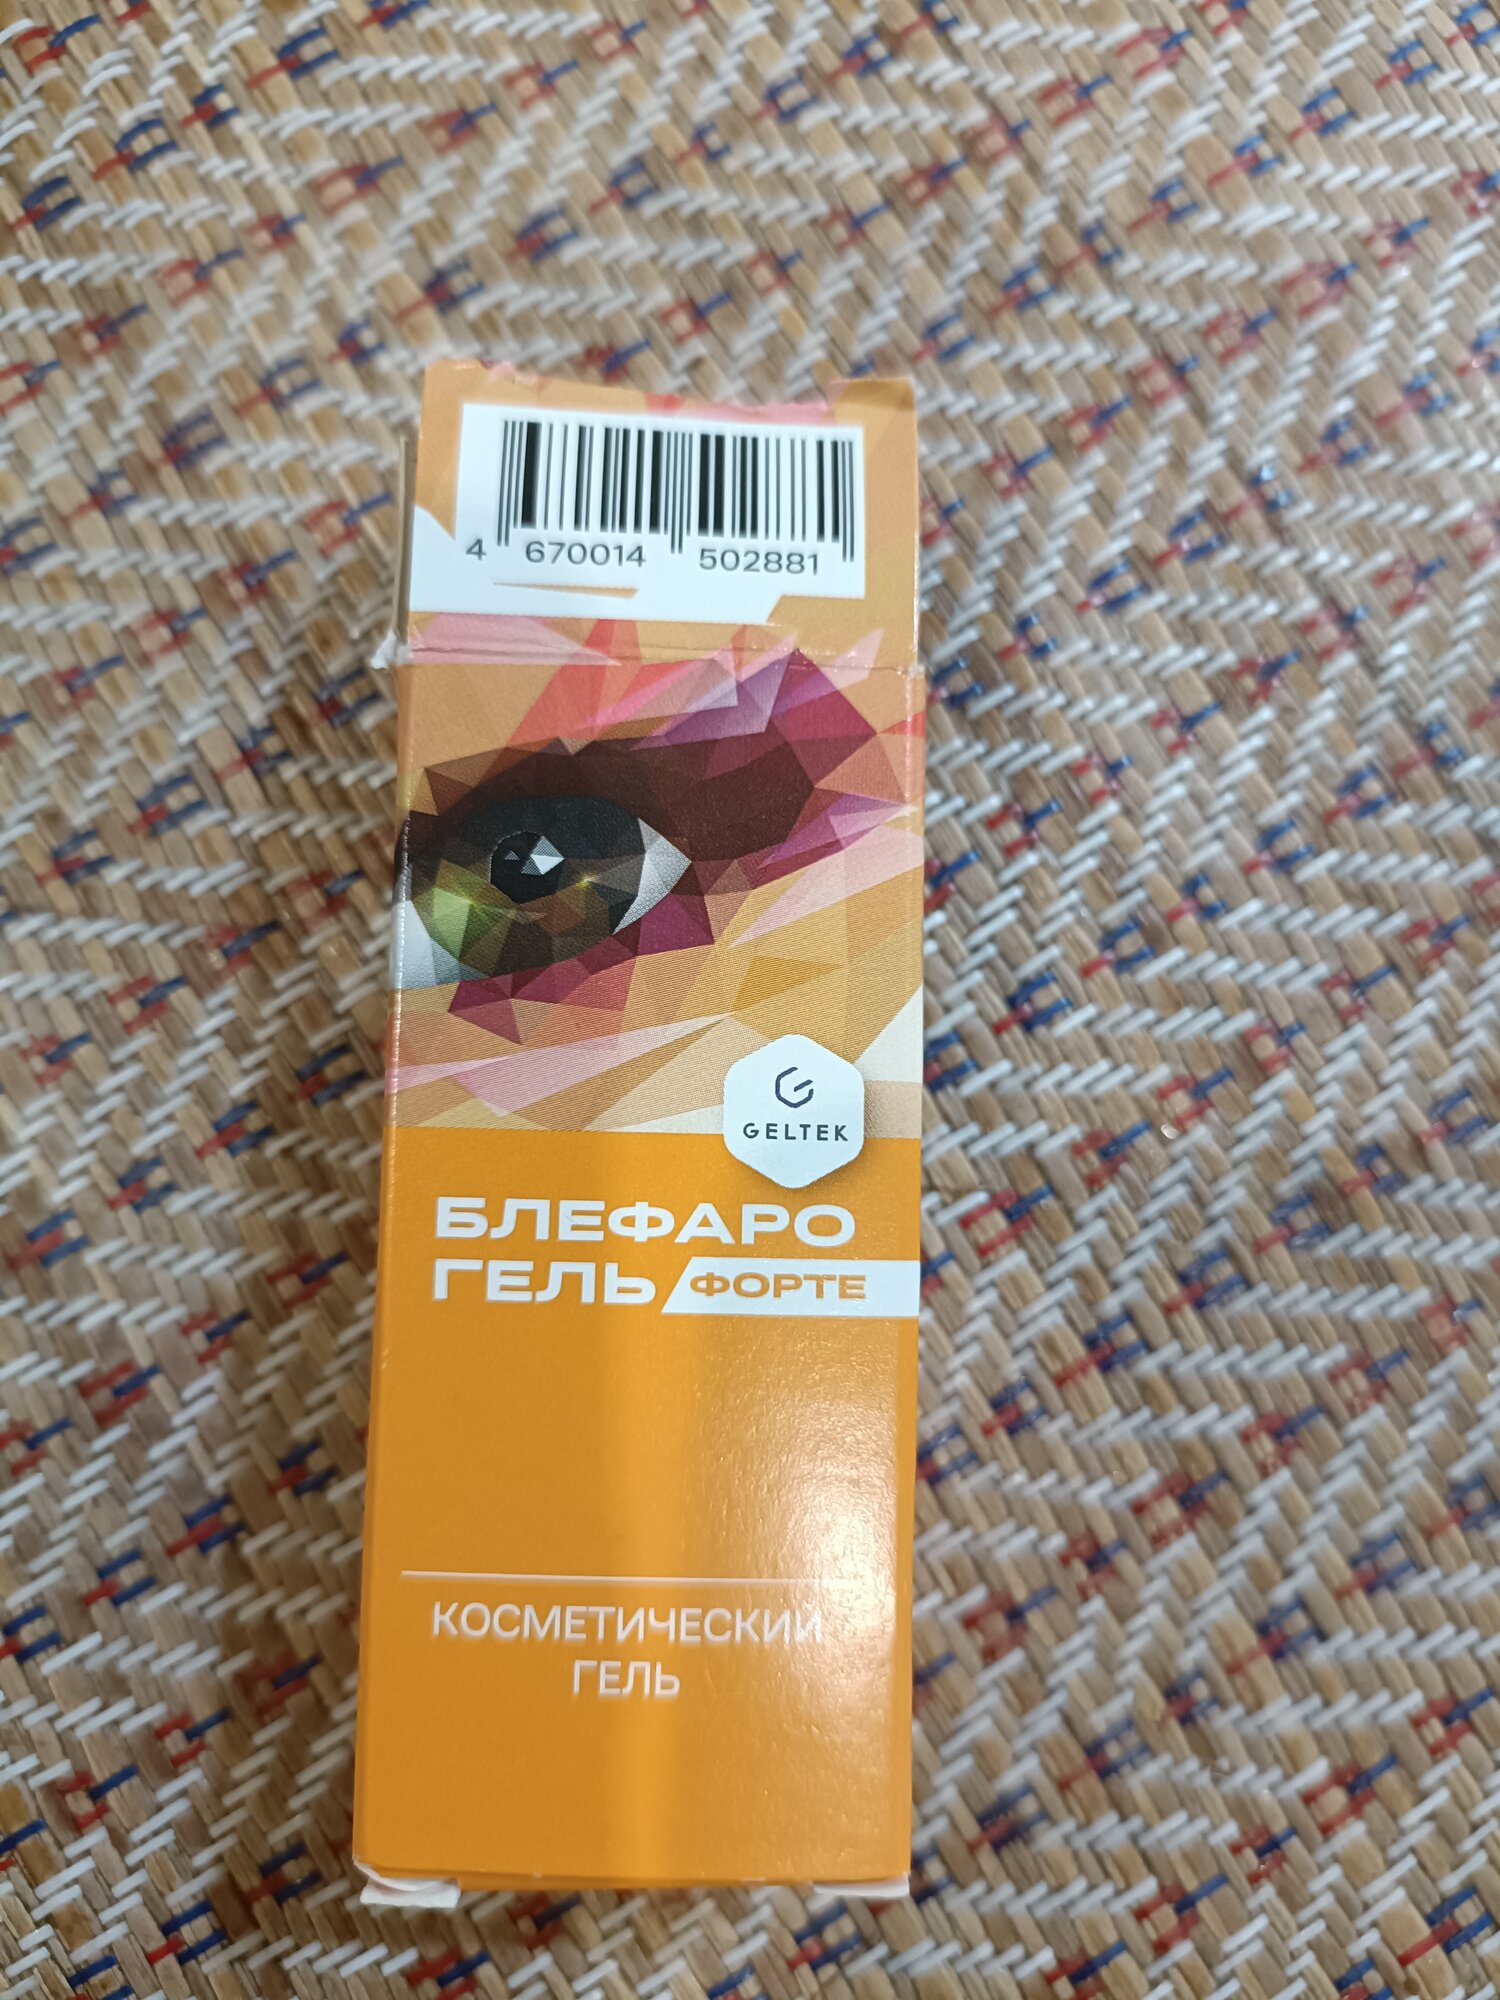 4 670014 502881
GELTEK
БЛЕФАРО
ГЕЛЬ ФОРТЕ
КОСМЕТИЧЕСКИЙ
ГЕЛЬ